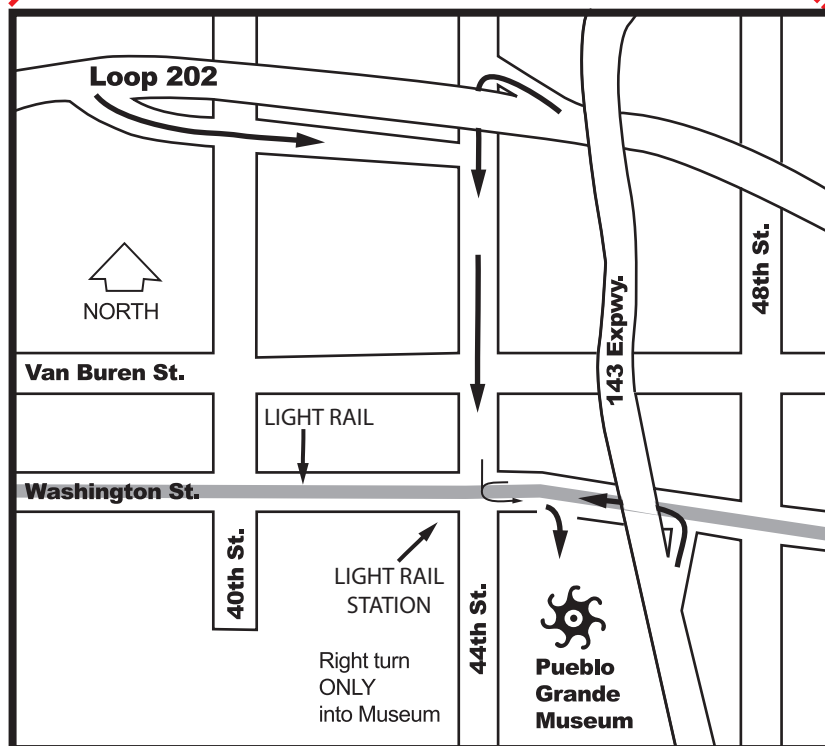 Loop 202
NORTH
48th St.
143 Expwy.
Van Buren St.
LIGHT RAIL
Washington St.
40th St.
LIGHT RAIL
STATION
44th St.
Right turn
ONLY
into Museum
Pueblo
Grande
Museum